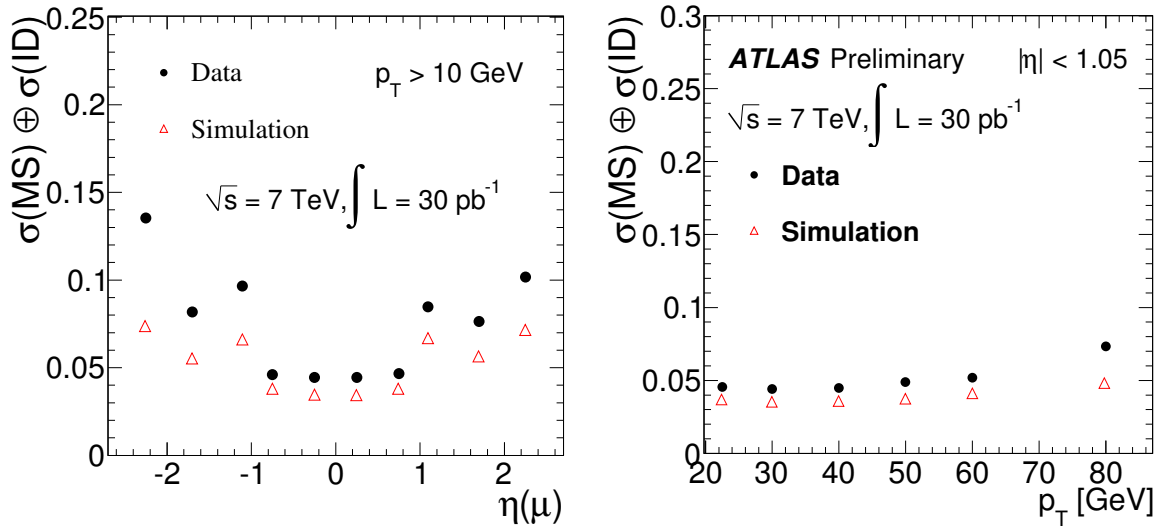 σ(MS) ⊕ σ(ID)
0.25
0.2
0.15
0.1
0.05
0
Data
p_T > 10 GeV
Simulation
√s = 7 TeV, ∫ L = 30 pb⁻¹
-2 -1 0 1 2
η(μ)
σ(MS) ⊕ σ(ID)
0.3
0.25
0.2
0.15
0.1
0.05
0
ATLAS Preliminary |η| < 1.05
√s = 7 TeV, ∫ L = 30 pb⁻¹
Data
Simulation
20 30 40 50 60 70 80
p_T [GeV]